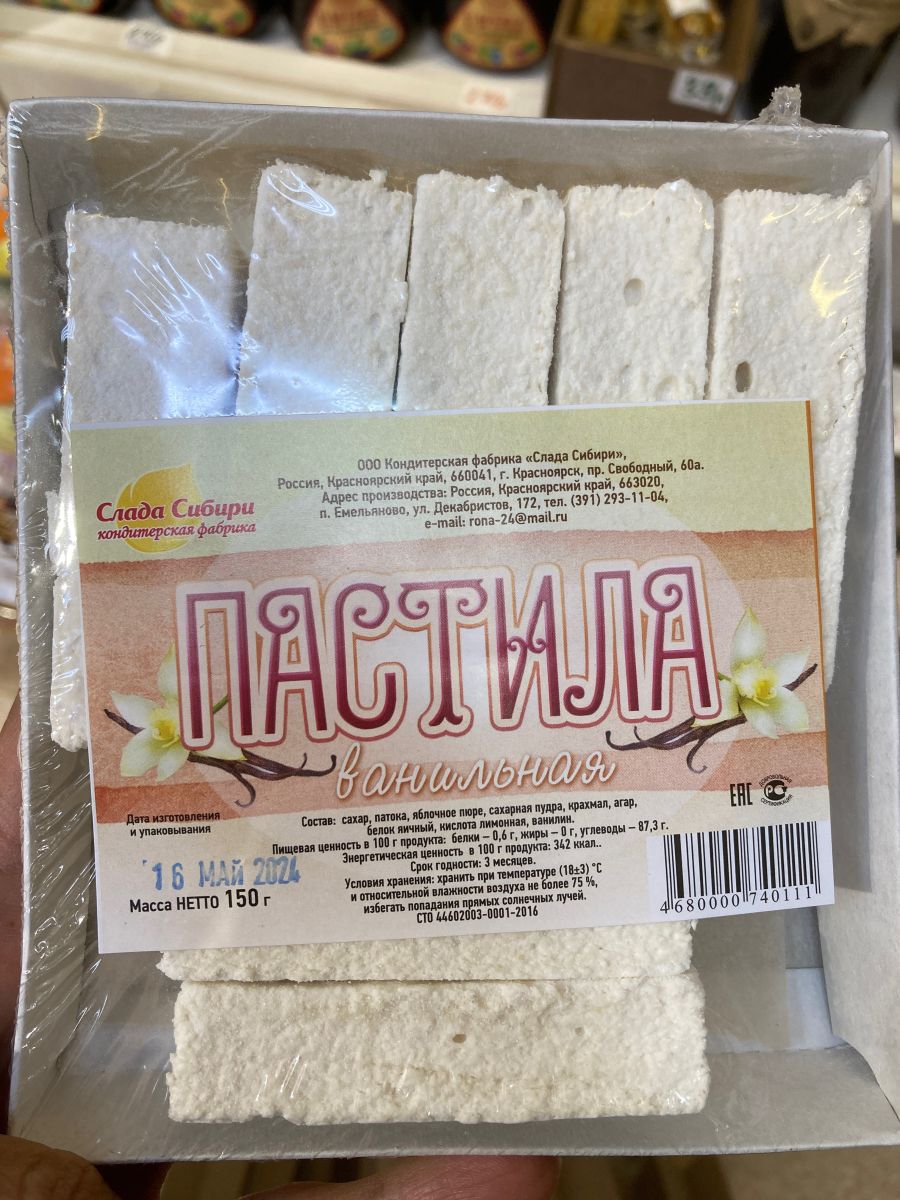 ООО Кондитерская фабрика «Слада Сибири»,
Россия, Красноярский край, 660041, г. Красноярск, пр. Свободный, 60а.
Адрес производства: Россия, Красноярский край, 663020,
п. Емельяново, ул. Декабристов, 172, тел. (391) 293-11-04,
e-mail: rona-24@mail.ru
Слада Сибири
кондитерская фабрика
ПАСТИЛА
ванильная
ЕАС
ДОБРОВОЛЬНАЯ
СЕРТИФИКАЦИЯ
Дата изготовления
и упаковывания
16 МАЙ 2024
Масса НЕТТО 150 г
Состав: сахар, патока, яблочное пюре, сахарная пудра, крахмал, агар,
белок яичный, кислота лимонная, ванилин.
Пищевая ценность в 100 г продукта: белки – 0,6 г, жиры – 0 г, углеводы – 87,3 г.
Энергетическая ценность в 100 г продукта: 342 ккал..
Срок годности: 3 месяцев.
Условия хранения: хранить при температуре (18±3) °С
и относительной влажности воздуха не более 75 %,
избегать попадания прямых солнечных лучей.
СТО 44602003-0001-2016
4 680000 740111